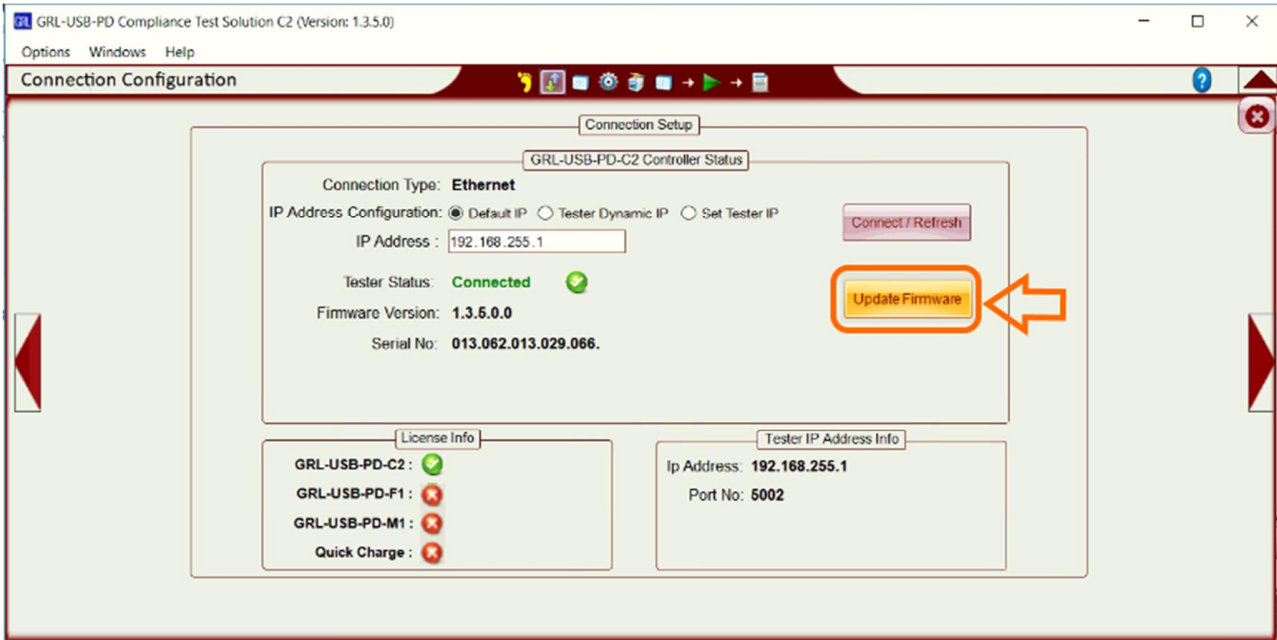 GRL GRL-USB-PD Compliance Test Solution C2 (Version: 1.3.5.0)
Options Windows Help
Connection Configuration
Connection Setup
GRL-USB-PD-C2 Controller Status
Connection Type: Ethernet
IP Address Configuration: Default IP Tester Dynamic IP Set Tester IP
Connect / Refresh
IP Address : 192.168.255.1
Tester Status: Connected
Update Firmware
Firmware Version: 1.3.5.0.0
Serial No: 013.062.013.029.066.
License Info
GRL-USB-PD-C2 :
GRL-USB-PD-F1 :
GRL-USB-PD-M1 :
Quick Charge :
Tester IP Address Info
Ip Address: 192.168.255.1
Port No: 5002